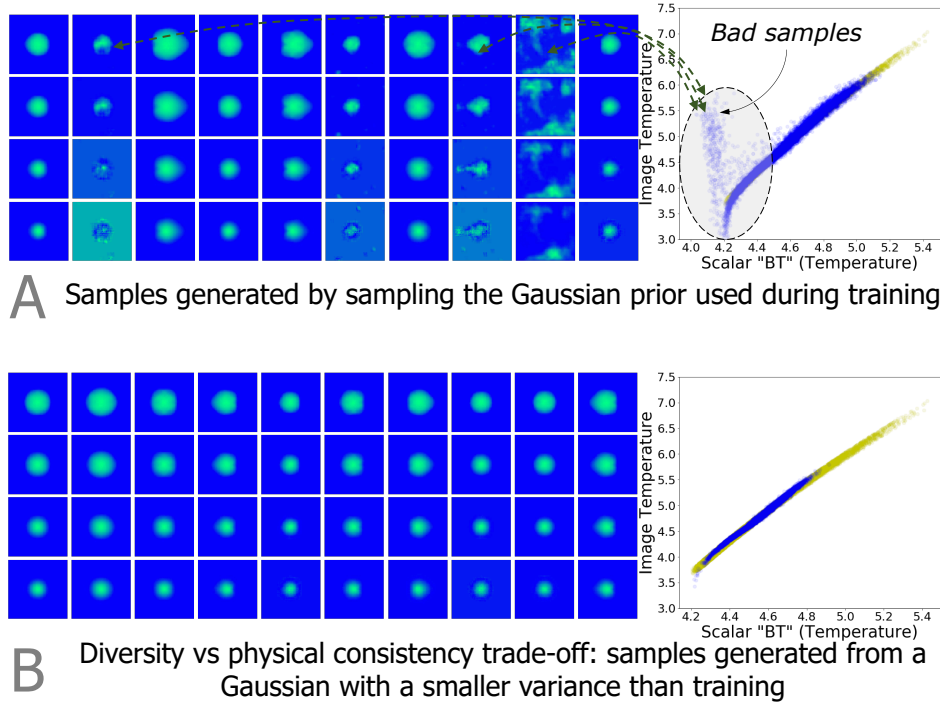 Bad samples
Image Temperature
7.5
7.0
6.5
6.0
5.5
5.0
4.5
4.0
3.5
3.0
4.0 4.2 4.4 4.6 4.8 5.0 5.2 5.4
Scalar "BT" (Temperature)
A Samples generated by sampling the Gaussian prior used during training
Image Temperature
7.5
7.0
6.5
6.0
5.5
5.0
4.5
4.0
3.5
3.0
4.2 4.4 4.6 4.8 5.0 5.2 5.4
Scalar "BT" (Temperature)
B Diversity vs physical consistency trade-off: samples generated from a
Gaussian with a smaller variance than training